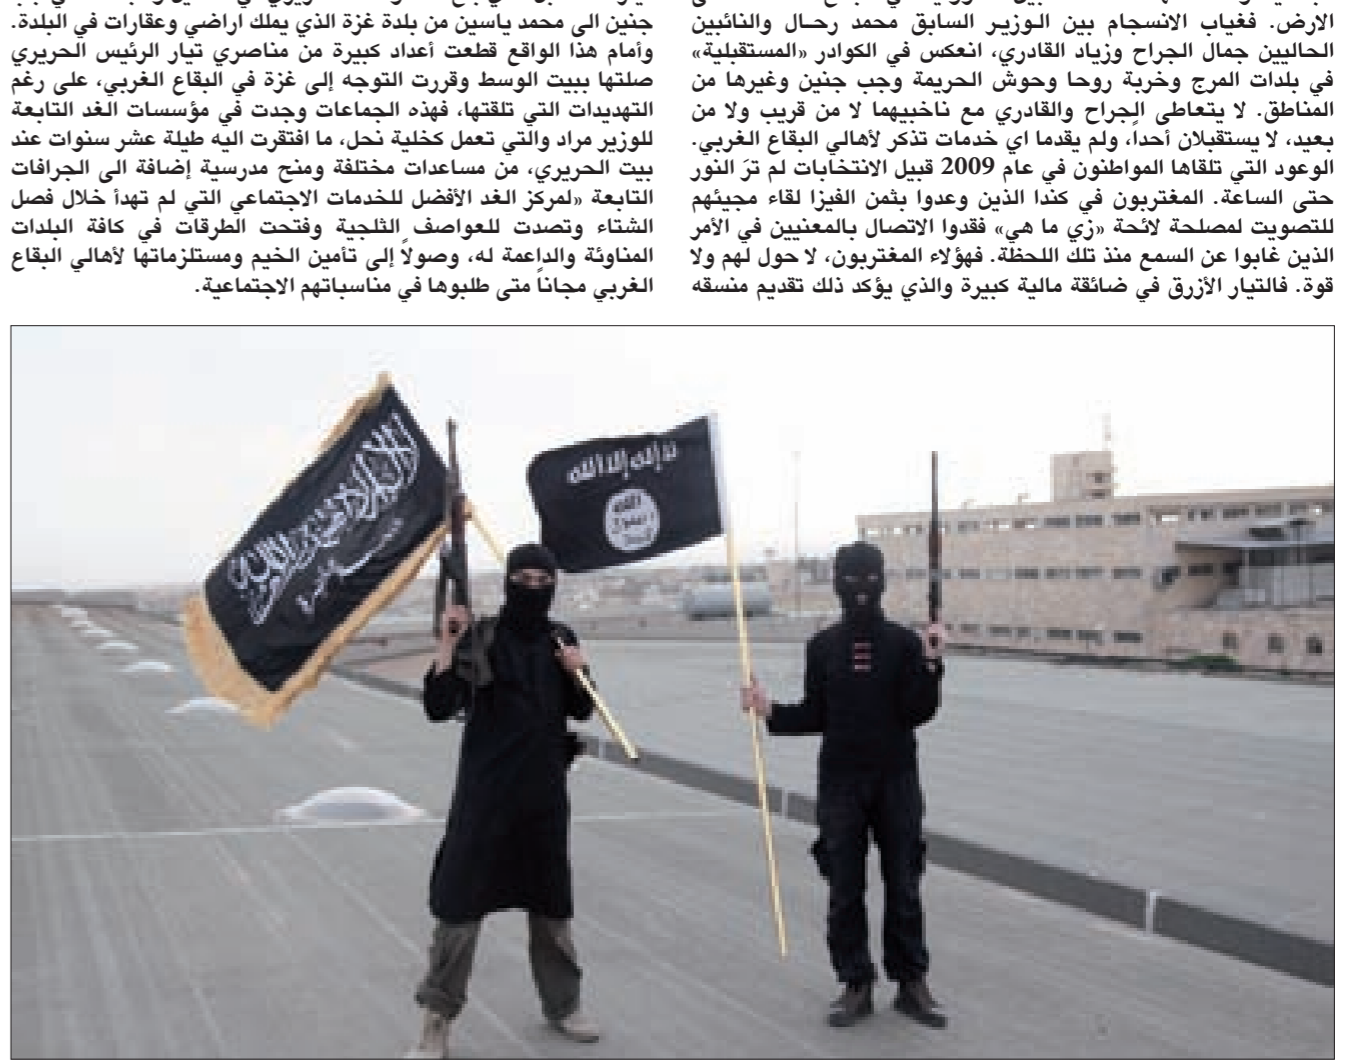 الارض. فغياب الانسجام بين الـوزيـر السابق محمد رحـال والنائبين
الحاليين جمال الجراح وزياد القادري، انعكس في الكوادر «المستقبلية»
في بلدات المرج وخربة روحا وحوش الحريمة وجب جنين وغيرها من
المناطق. لا يتعاطى الجراح والقادري مع ناخبيهما لا من قريب ولا من
بعيد، لا يستقبلان أحداً، ولم يقدما اي خدمات تذكر لأهالي البقاع الغربي.
الوعود التي تلقاها المواطنون في عام 2009 قبيل الانتخابات لم ترَ النور
حتى الساعة. المغتربون في كندا الذين وعدوا بثمن الفيزا لقاء مجيئهم
للتصويت لمصلحة لائحة «زي ما هي» فقدوا الاتصال بالمعنيين في الأمر
الذين غابوا عن السمع منذ تلك اللحظة. فهؤلاء المغتربون، لا حول لهم ولا
قوة. فالتيار الأزرق في ضائقة مالية كبيرة والذي يؤكد ذلك تقديم منسقه
جنين الى محمد ياسين من بلدة غزة الذي يملك اراضي وعقارات في البلدة.
وأمام هذا الواقع قطعت أعداد كبيرة من مناصري تيار الرئيس الحريري
صلتها ببيت الوسط وقررت التوجه إلى غزة في البقاع الغربي، على رغم
التهديدات التي تلقتها، فهذه الجماعات وجدت في مؤسسات الغد التابعة
للوزير مراد والتي تعمل كخلية نحل، ما افتقرت اليه طيلة عشر سنوات عند
بيت الحريري، من مساعدات مختلفة ومنح مدرسية إضافة الى الجرافات
التابعة «لمركز الغد الأفضل للخدمات الاجتماعي التي لم تهدأ خلال فصل
الشتاء وتصدت للعواصف الثلجية وفتحت الطرقات في كافة البلدات
المناوئة والداعمة له، وصولاً إلى تأمين الخيم ومستلزماتها لأهالي البقاع
الغربي مجاناً متى طلبوها في مناسباتهم الاجتماعية.
لا إله إلا الله محمد رسول الله
لا إله إلا الله
الله
رسول
محمد